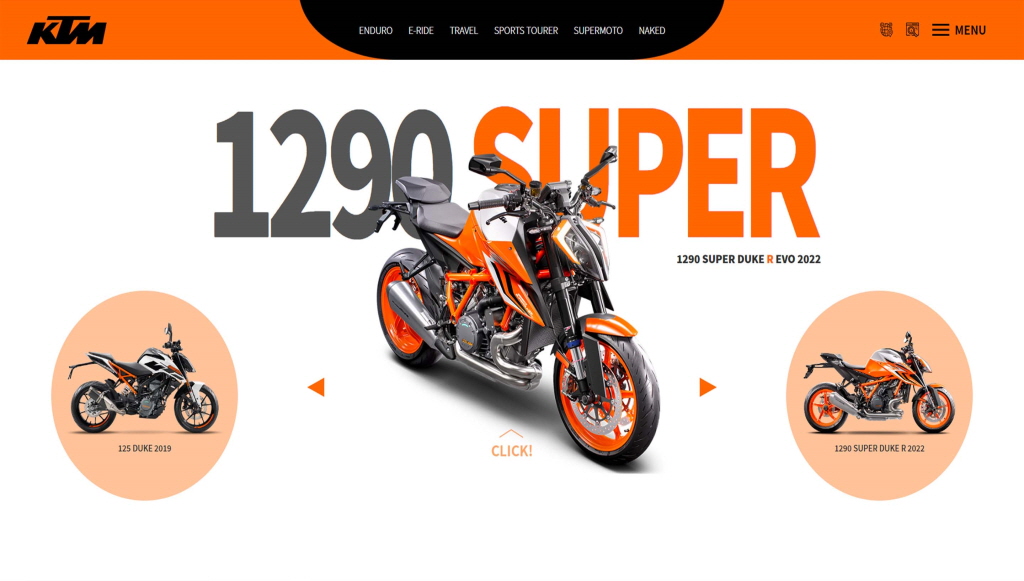 KTM
ENDURO E-RIDE TRAVEL SPORTS TOURER SUPERMOTO NAKED
MENU
1290 SUPER
1290 SUPER DUKE R EVO 2022
125 DUKE 2019
CLICK!
1290 SUPER DUKE R 2022